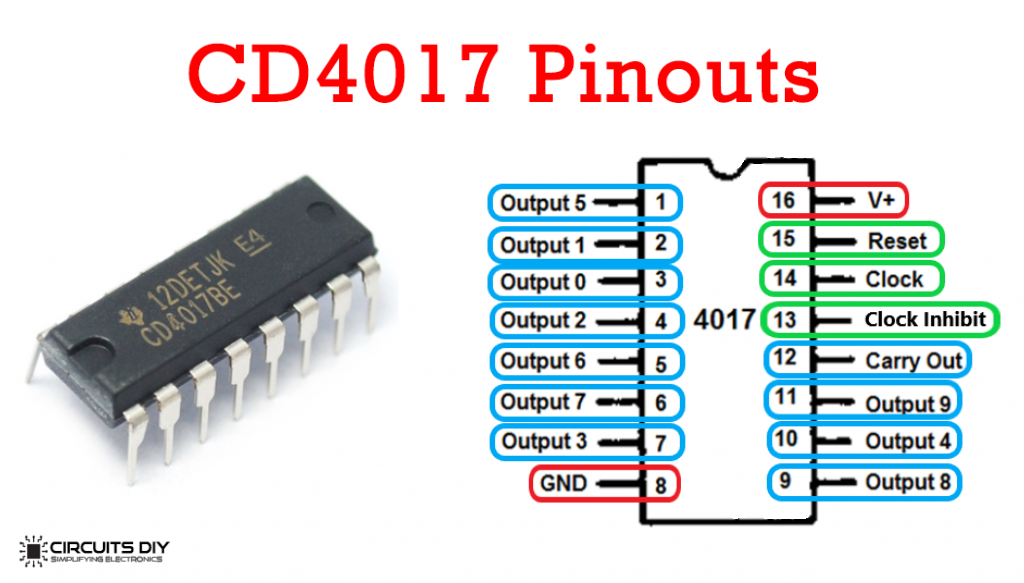 CD4017 Pinouts
12DETJK E4
CD4017BE
Output 5 1
Output 1 2
Output 0 3
Output 2 4
Output 6 5
Output 7 6
Output 3 7
GND 8
4017
16 V+
15 Reset
14 Clock
13 Clock Inhibit
12 Carry Out
11 Output 9
10 Output 4
9 Output 8
CIRCUITS DIY
SIMPLIFYING ELECTRONICS